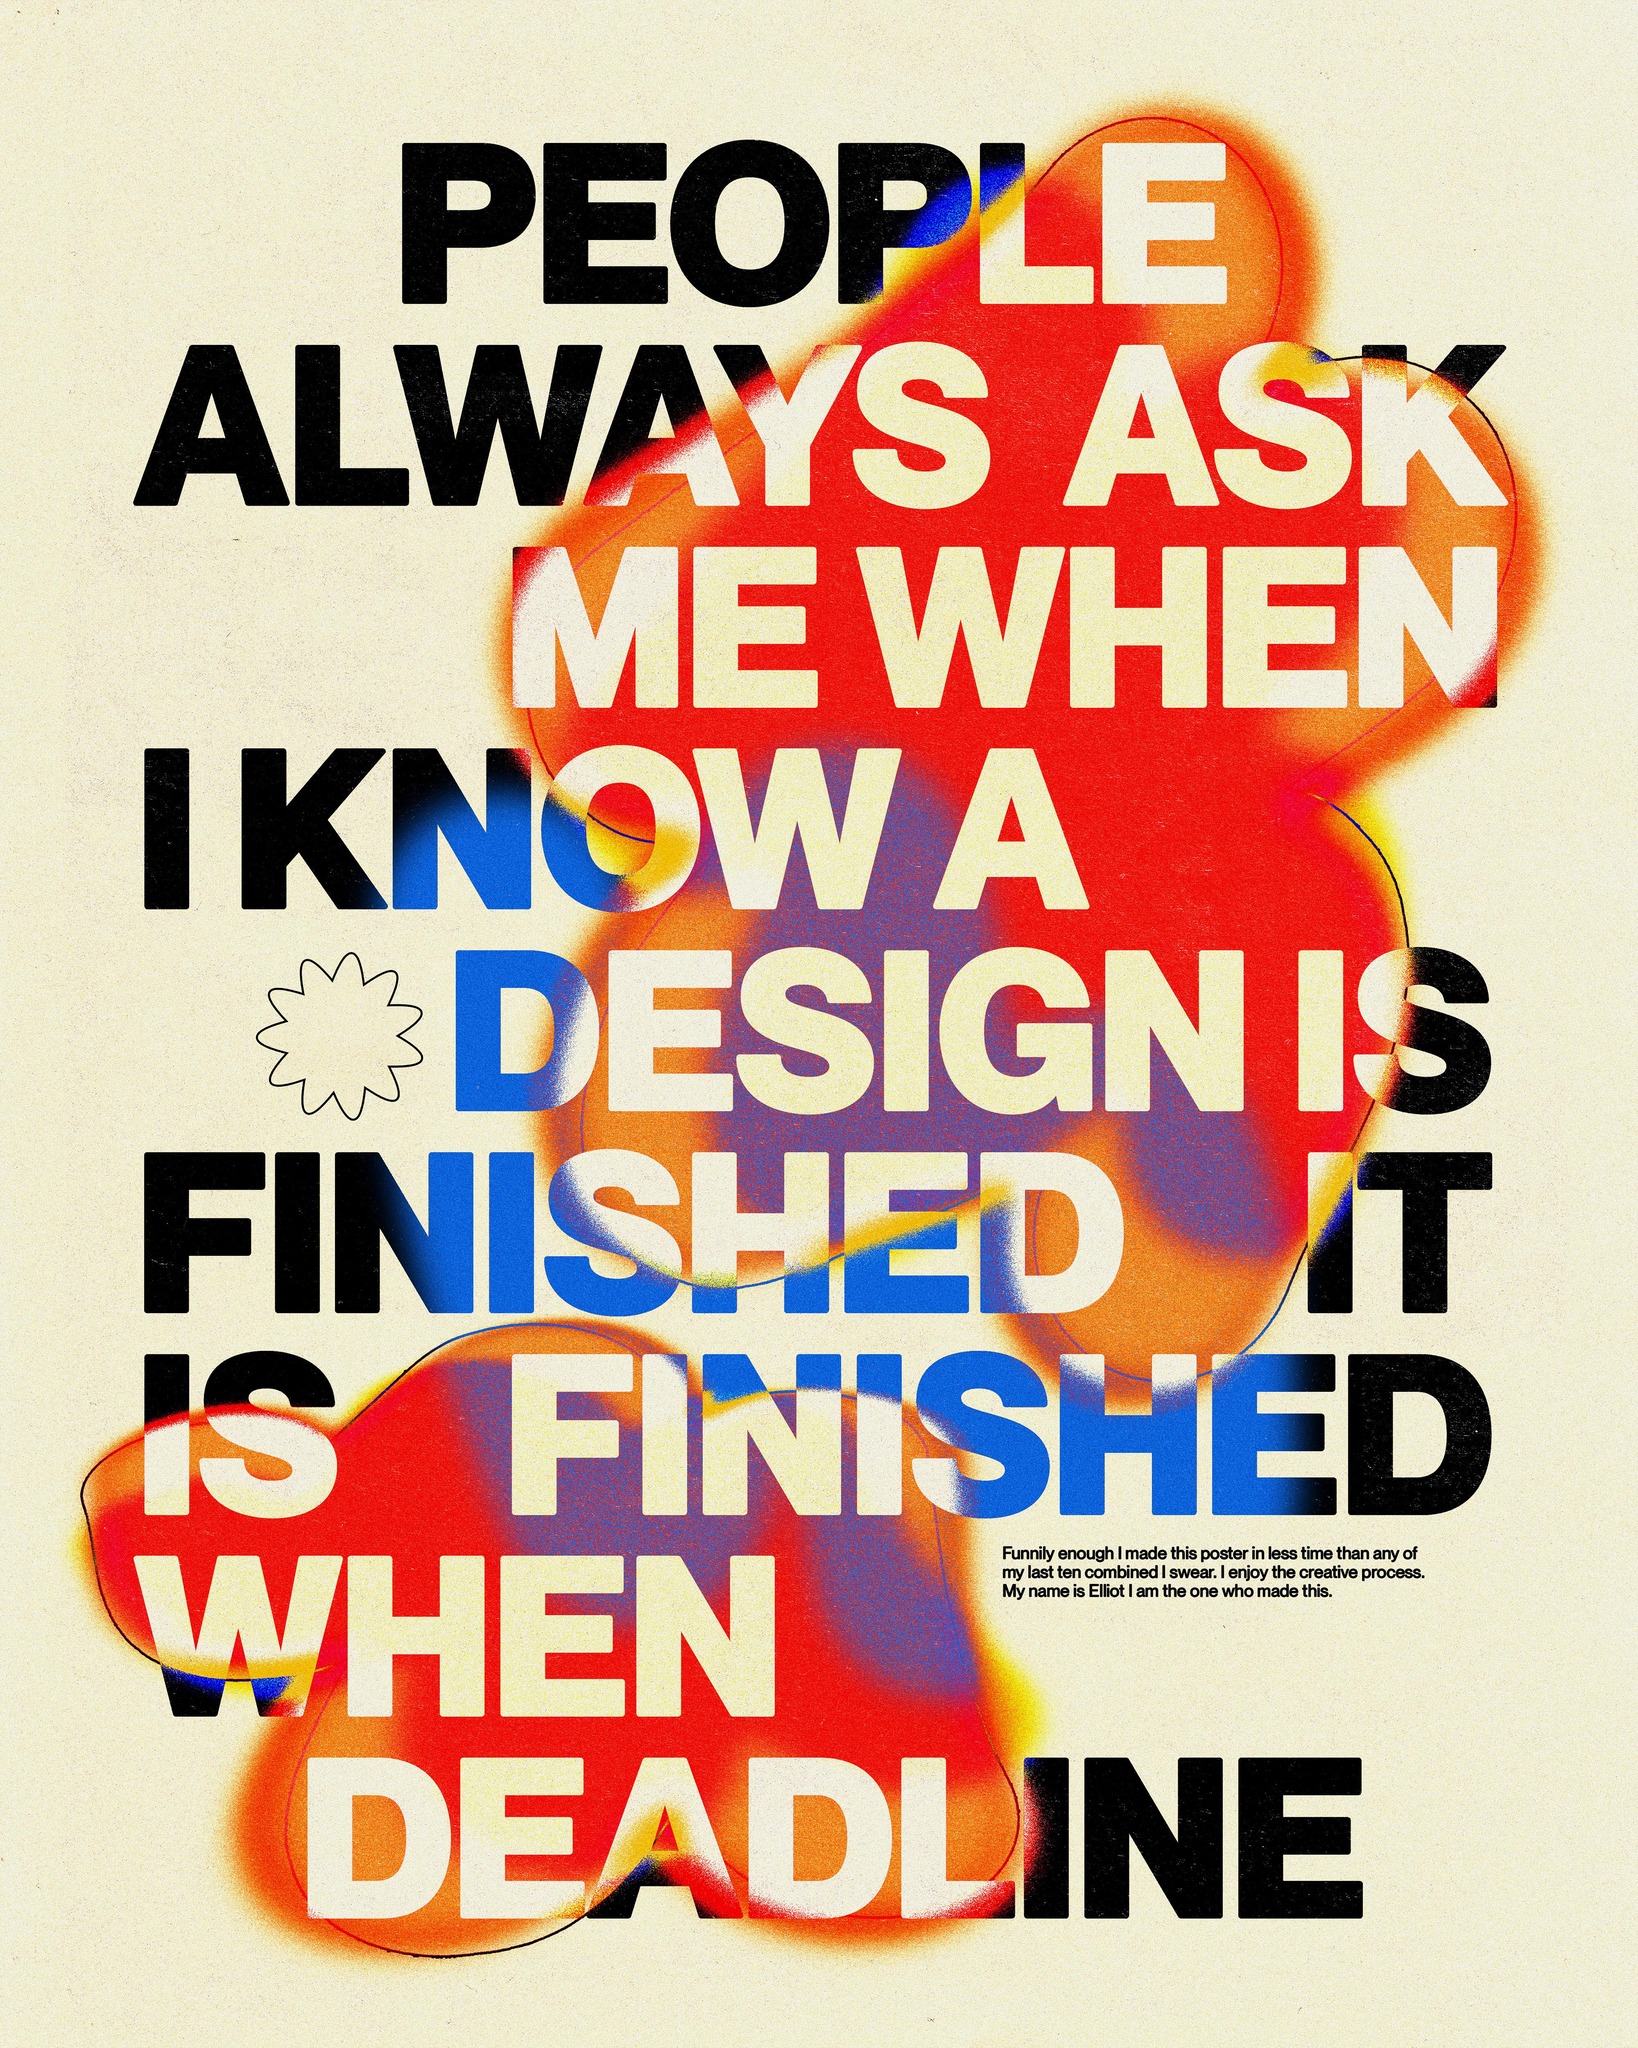 PEOPLE
ALWAYS ASK
ME WHEN
I KNOW A
DESIGN IS
FINISHED IT
IS FINISHED
WHEN
DEADLINE
Funnily enough I made this poster in less time than any of
my last ten combined I swear. I enjoy the creative process.
My name is Elliot I am the one who made this.